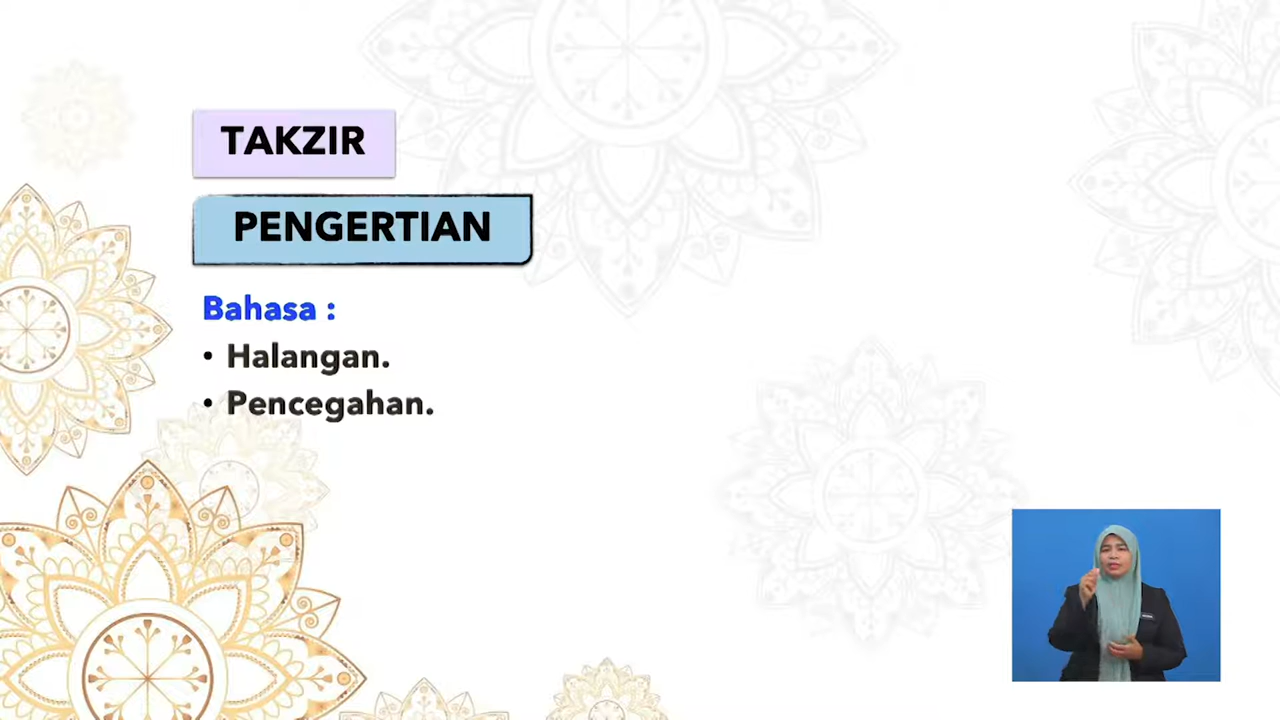 TAKZIR
PENGERTIAN
Bahasa :
• Halangan.
• Pencegahan.